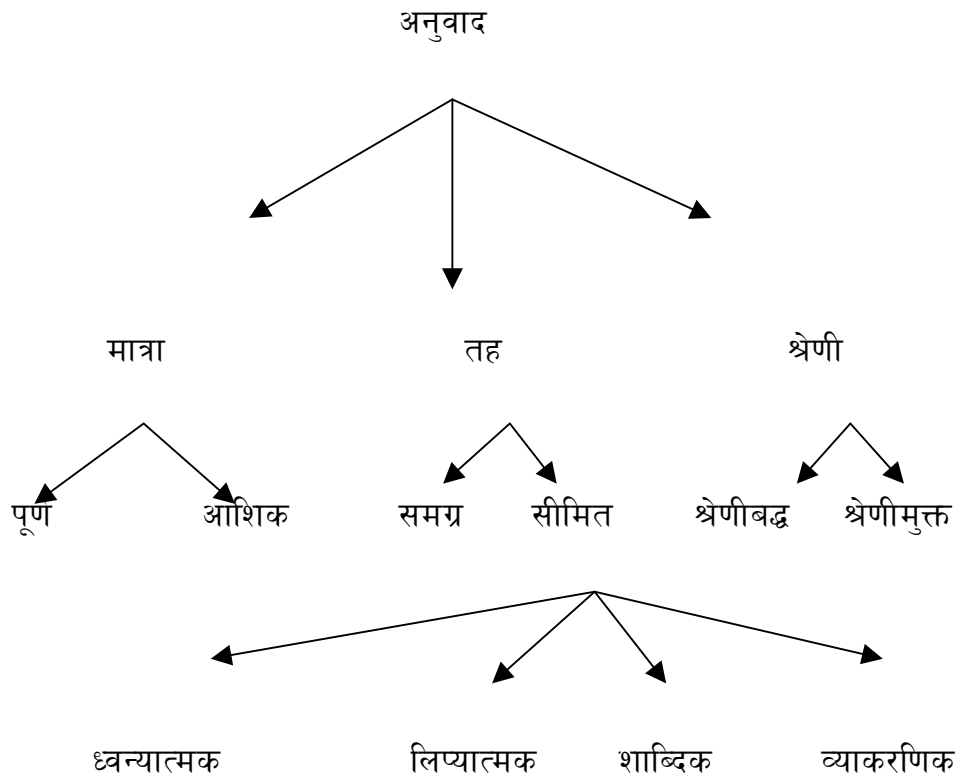 अनुवाद
मात्रा तह श्रेणी
पूर्ण आंशिक समग्र सीमित श्रेणीबद्ध श्रेणीमुक्त
ध्वन्यात्मक लिप्यात्मक शाब्दिक व्याकरणिक